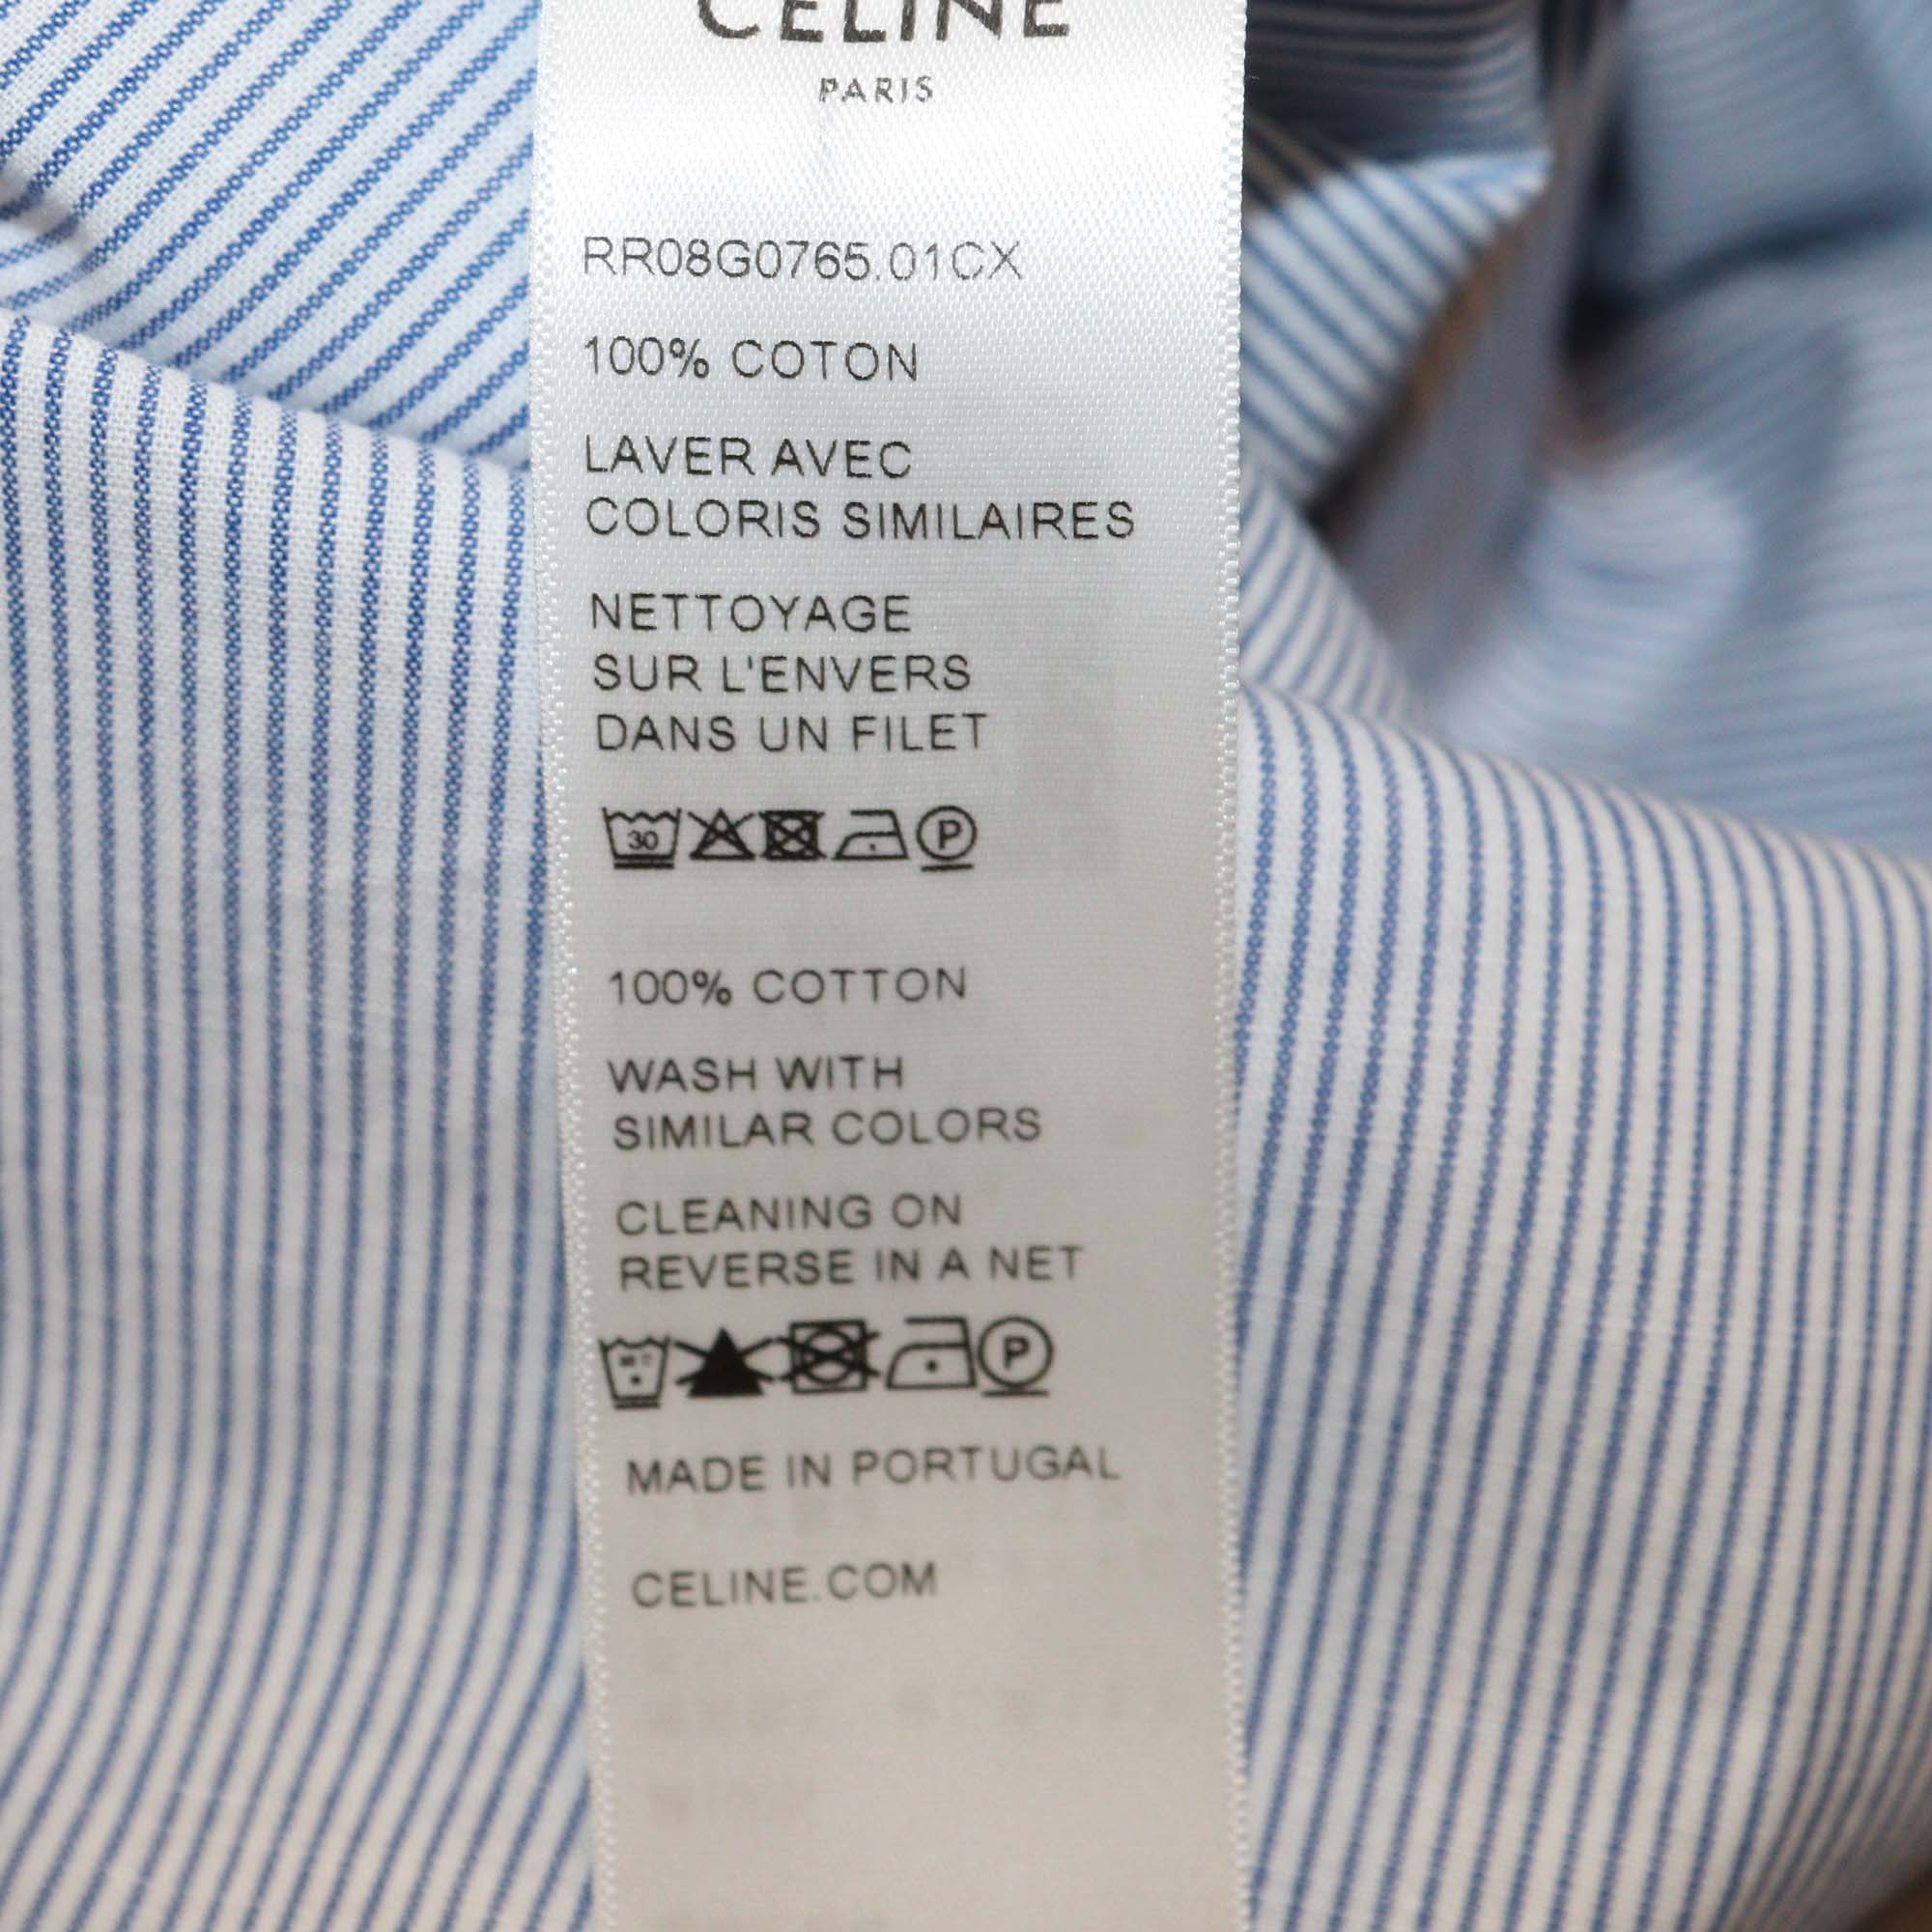 CELINE
PARIS
RR08G0765.01CX
100% COTON
LAVER AVEC
COLORIS SIMILAIRES
NETTOYAGE
SUR L'ENVERS
DANS UN FILET
30 P
100% COTTON
WASH WITH
SIMILAR COLORS
CLEANING ON
REVERSE IN A NET
P
MADE IN PORTUGAL
CELINE.COM